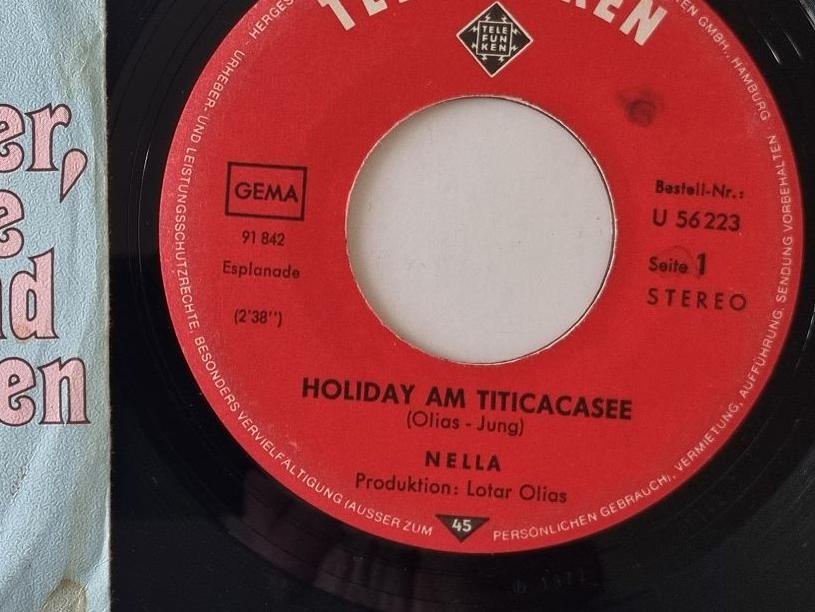 er,
e
nd
en
TELE
FUN
KEN
GEMA
91 842
Esplanade
(2'38'')
Bestell-Nr.:
U 56 223
Seite 1
STEREO
HOLIDAY AM TITICACASEE
(Olias - Jung)
NELLA
Produktion: Lotar Olias
45
URHEBER- UND LEISTUNGSSCHUTZRECHTE, BESONDERS VERVIELFÄLTIGUNG (AUSSER ZUM PERSÖNLICHEN GEBRAUCH), VERMIETUNG, AUFFÜHRUNG, SENDUNG VORBEHALTEN
GMBH., HAMBURG